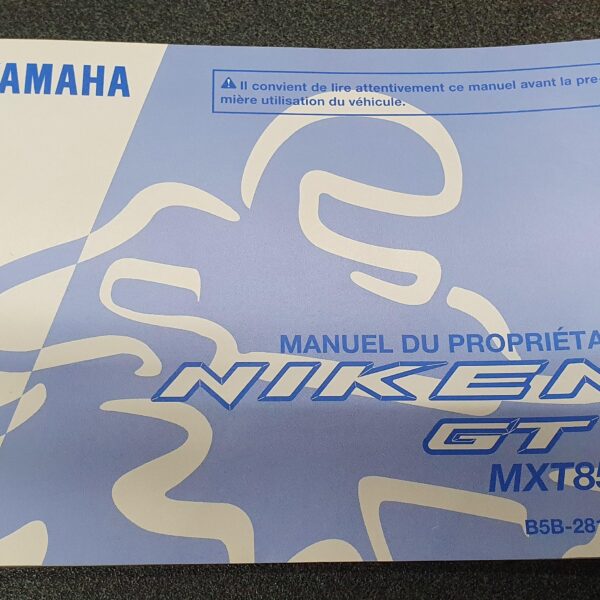 YAMAHA
⚠ Il convient de lire attentivement ce manuel avant la pre-
mière utilisation du véhicule.
MANUEL DU PROPRIÉTA
NIKEN
GT
MXT85
B5B-281